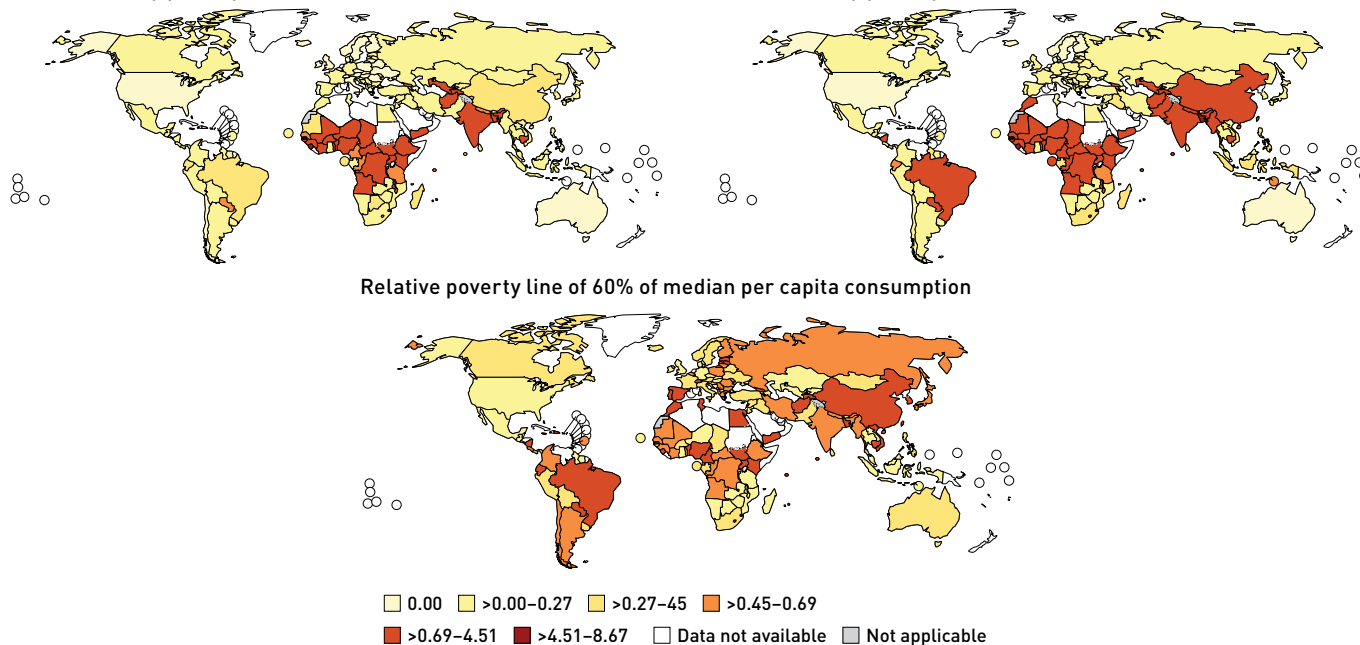 Relative poverty line of 60% of median per capita consumption
0.00 >0.00–0.27 >0.27–45 >0.45–0.69
>0.69–4.51 >4.51–8.67 Data not available Not applicable